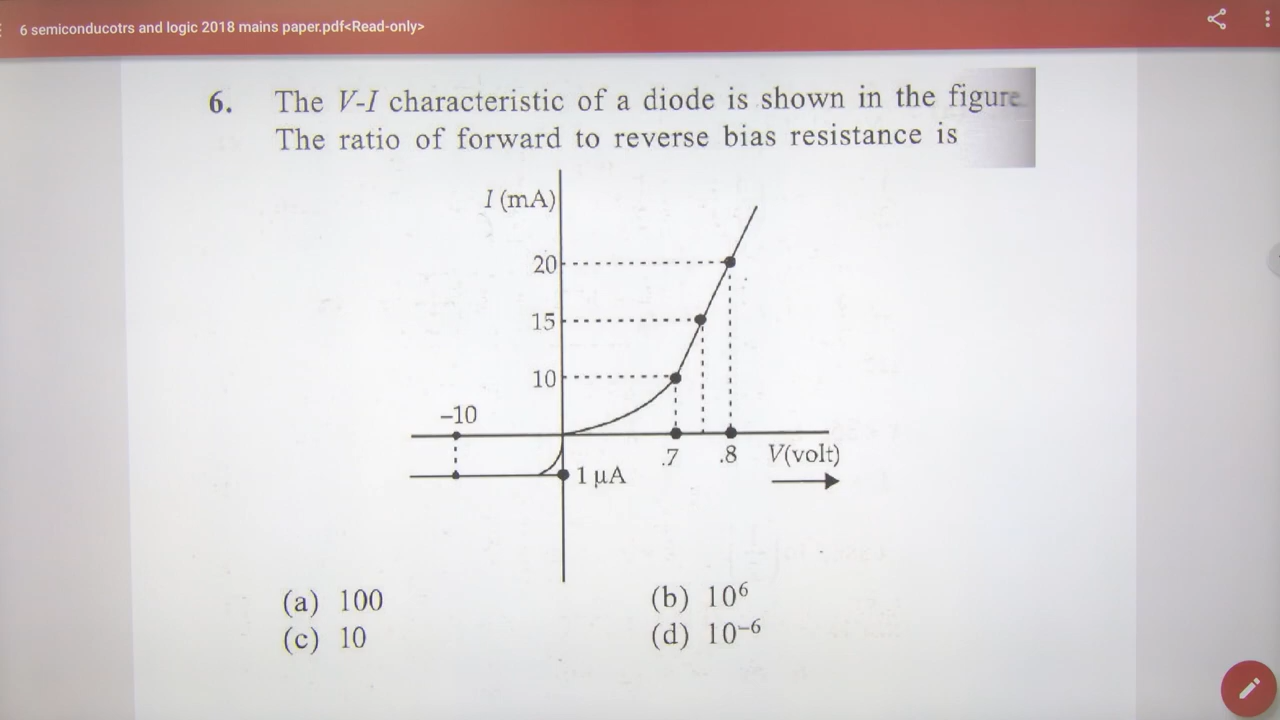 6 semiconducotrs and logic 2018 mains paper.pdf<Read-only>
6. The V-I characteristic of a diode is shown in the figure
The ratio of forward to reverse bias resistance is
I (mA)
20
15
10
–10
.7 .8 V(volt)
1 μA
(a) 100 (b) 10⁶
(c) 10 (d) 10⁻⁶